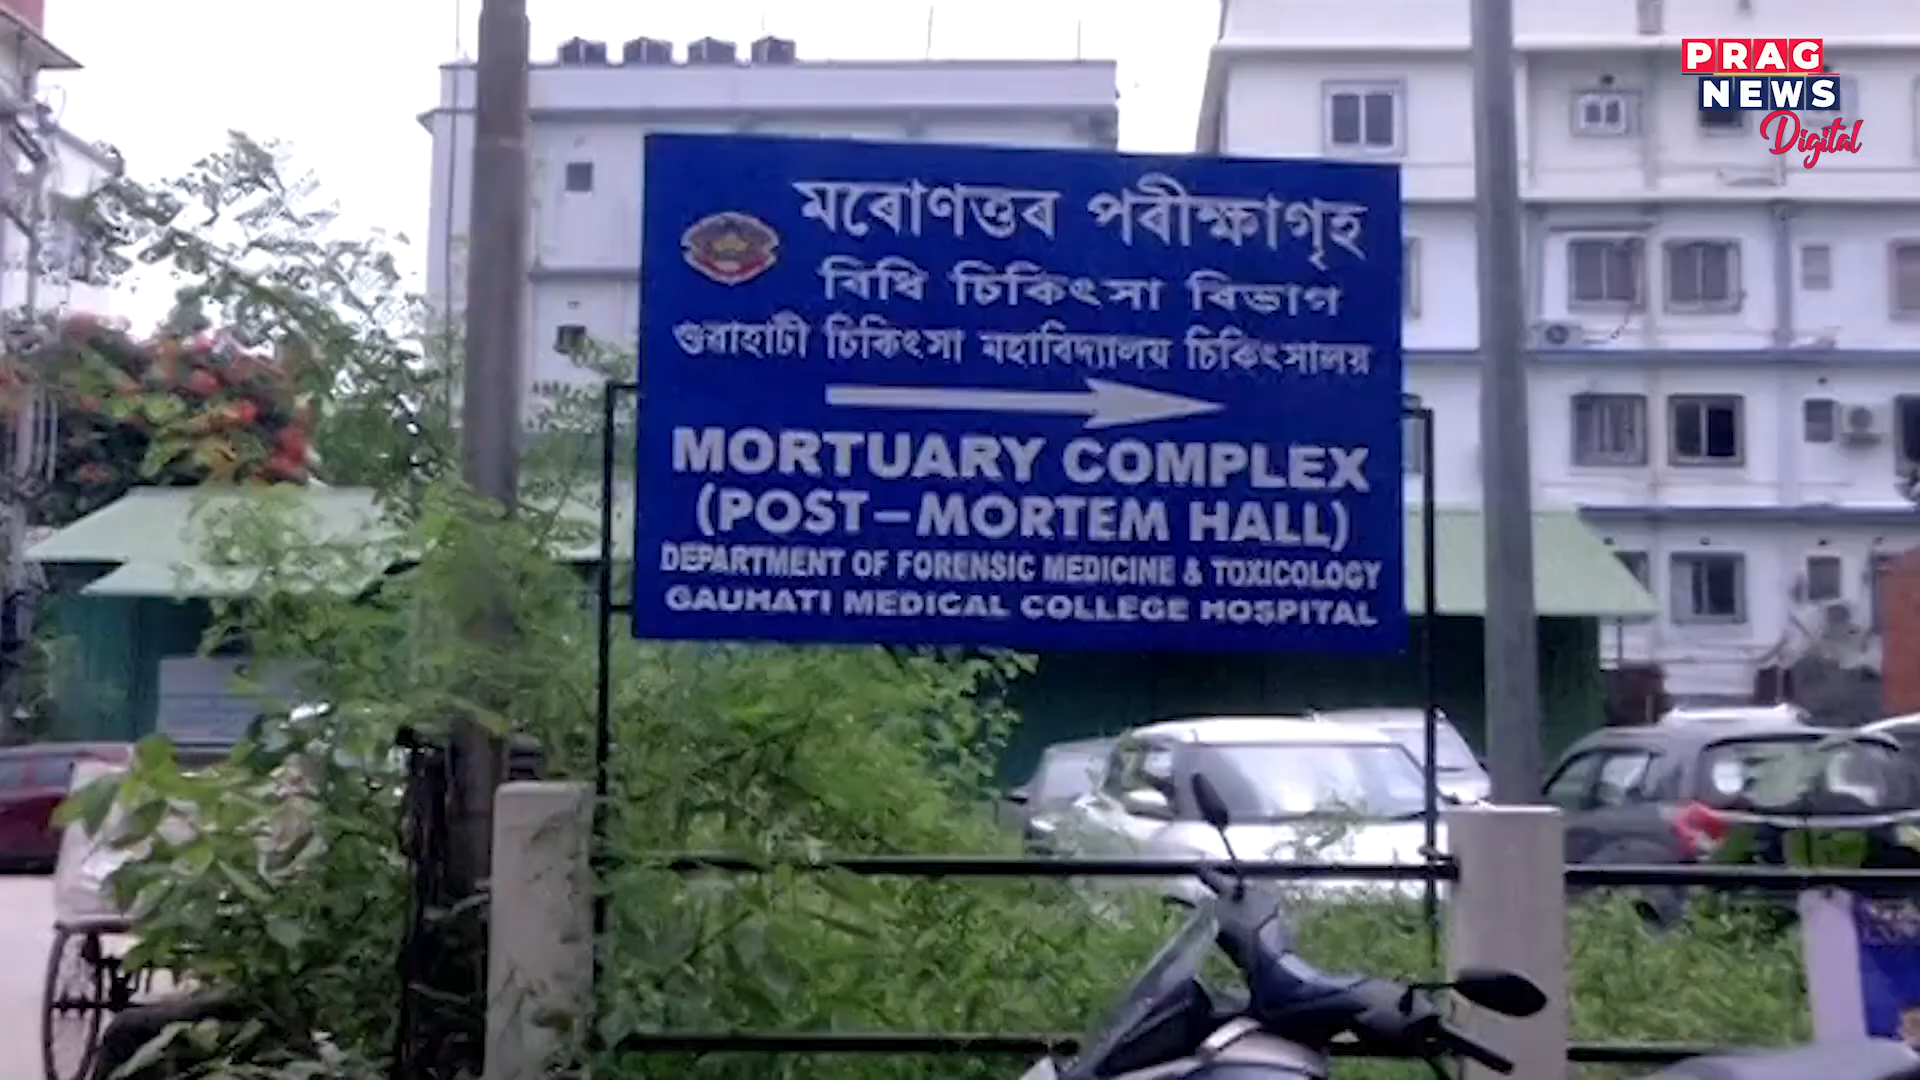 PRAG
NEWS
Digital
মৰোণত্তৰ পৰীক্ষাগৃহ
বিধি চিকিৎসা বিভাগ
গুৱাহাটী চিকিৎসা মহাবিদ্যালয় চিকিৎসালয়
MORTUARY COMPLEX
(POST-MORTEM HALL)
DEPARTMENT OF FORENSIC MEDICINE & TOXICOLOGY
GAUHATI MEDICAL COLLEGE HOSPITAL